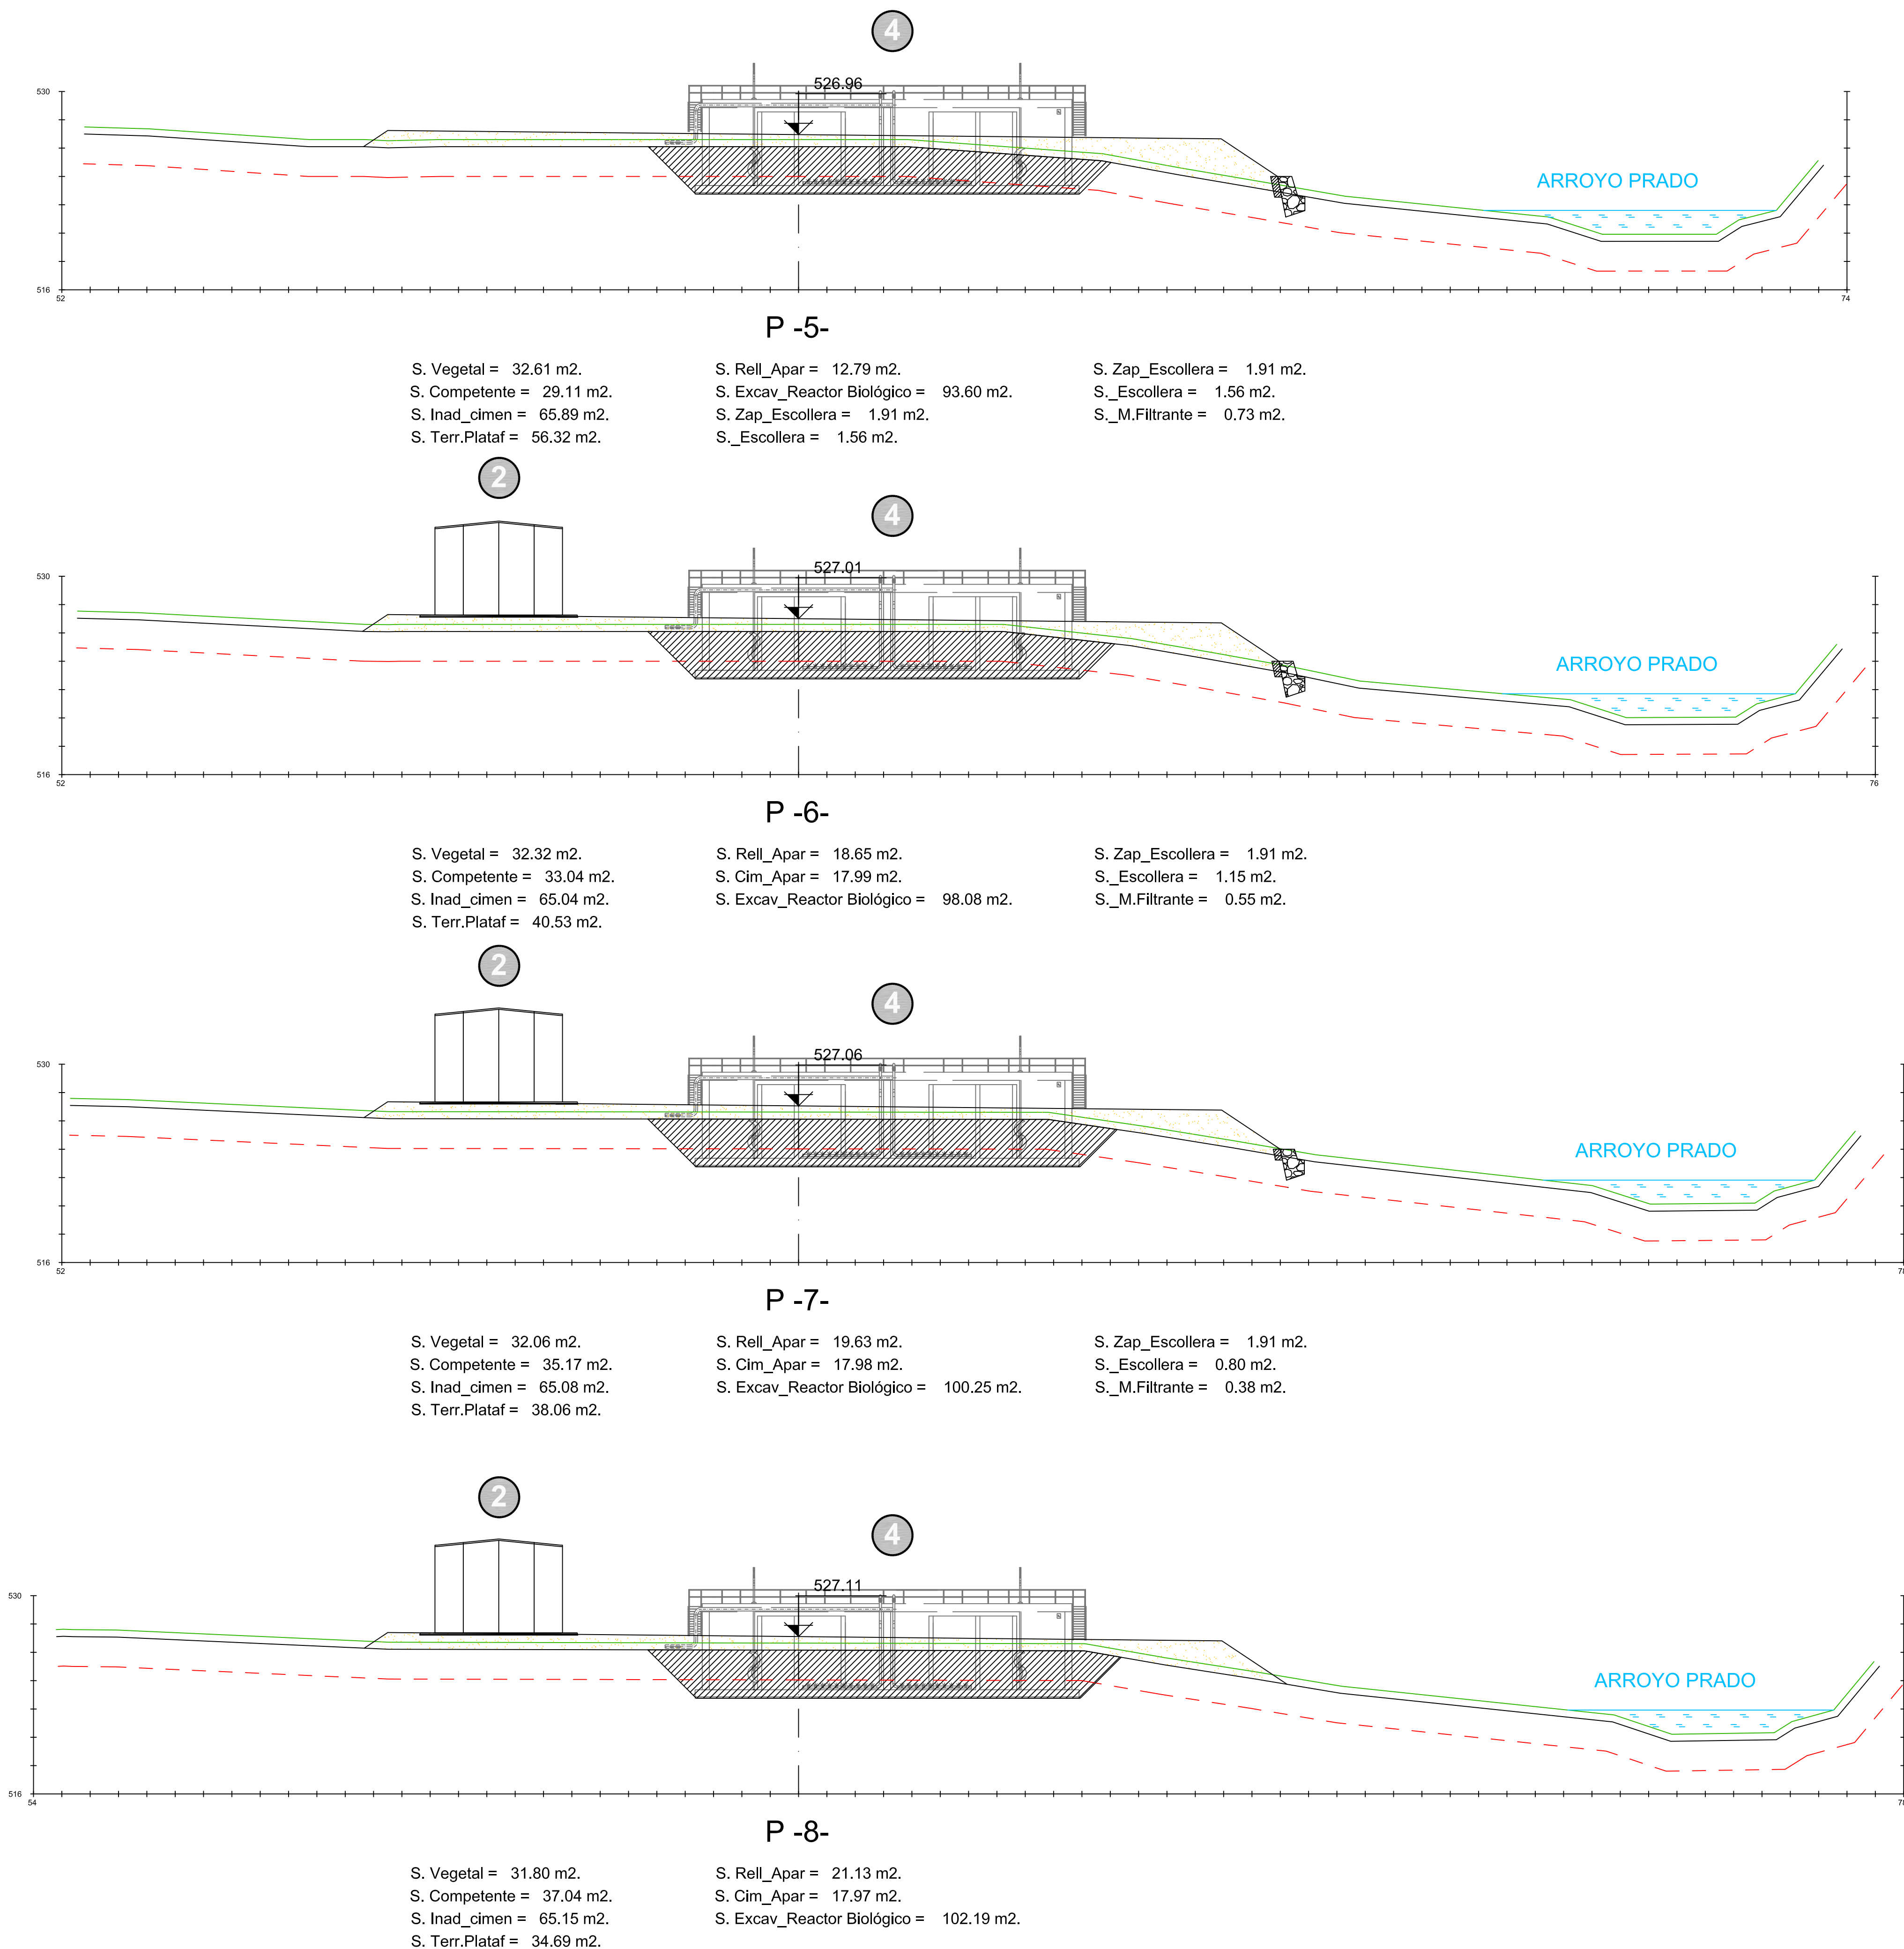 4
526.96
530
ARROYO PRADO
516
52
74
P -5-
S. Vegetal = 32.61 m2.
S. Competente = 29.11 m2.
S. Inad_cimen = 65.89 m2.
S. Terr.Plataf = 56.32 m2.
S. Rell_Apar = 12.79 m2.
S. Excav_Reactor Biológico = 93.60 m2.
S. Zap_Escollera = 1.91 m2.
S._Escollera = 1.56 m2.
S. Zap_Escollera = 1.91 m2.
S._Escollera = 1.56 m2.
S._M.Filtrante = 0.73 m2.
2
4
527.01
530
ARROYO PRADO
516
52
76
P -6-
S. Vegetal = 32.32 m2.
S. Competente = 33.04 m2.
S. Inad_cimen = 65.04 m2.
S. Terr.Plataf = 40.53 m2.
S. Rell_Apar = 18.65 m2.
S. Cim_Apar = 17.99 m2.
S. Excav_Reactor Biológico = 98.08 m2.
S. Zap_Escollera = 1.91 m2.
S._Escollera = 1.15 m2.
S._M.Filtrante = 0.55 m2.
2
4
527.06
530
ARROYO PRADO
516
52
78
P -7-
S. Vegetal = 32.06 m2.
S. Competente = 35.17 m2.
S. Inad_cimen = 65.08 m2.
S. Terr.Plataf = 38.06 m2.
S. Rell_Apar = 19.63 m2.
S. Cim_Apar = 17.98 m2.
S. Excav_Reactor Biológico = 100.25 m2.
S. Zap_Escollera = 1.91 m2.
S._Escollera = 0.80 m2.
S._M.Filtrante = 0.38 m2.
2
4
527.11
530
ARROYO PRADO
516
54
78
P -8-
S. Vegetal = 31.80 m2.
S. Competente = 37.04 m2.
S. Inad_cimen = 65.15 m2.
S. Terr.Plataf = 34.69 m2.
S. Rell_Apar = 21.13 m2.
S. Cim_Apar = 17.97 m2.
S. Excav_Reactor Biológico = 102.19 m2.